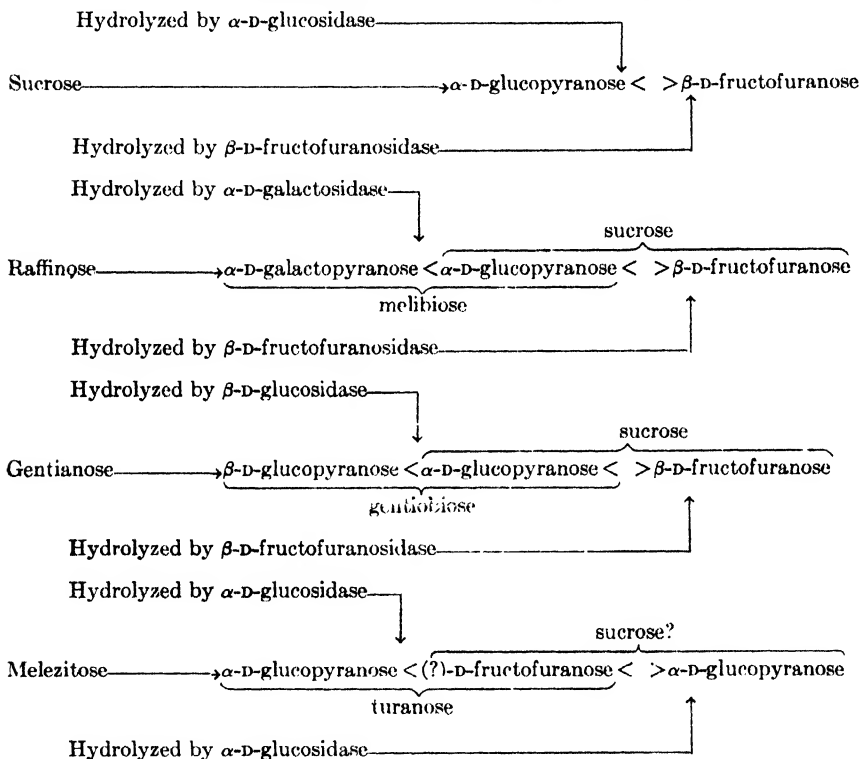 Hydrolyzed by α-D-glucosidase
Sucrose α-D-glucopyranose < > β-D-fructofuranose
Hydrolyzed by β-D-fructofuranosidase
Hydrolyzed by α-D-galactosidase
sucrose
Raffinose α-D-galactopyranose < α-D-glucopyranose < > β-D-fructofuranose
melibiose
Hydrolyzed by β-D-fructofuranosidase
Hydrolyzed by β-D-glucosidase
sucrose
Gentianose β-D-glucopyranose < α-D-glucopyranose < > β-D-fructofuranose
gentiobiose
Hydrolyzed by β-D-fructofuranosidase
Hydrolyzed by α-D-glucosidase
sucrose?
Melezitose α-D-glucopyranose < (?)-D-fructofuranose < > α-D-glucopyranose
turanose
Hydrolyzed by α-D-glucosidase